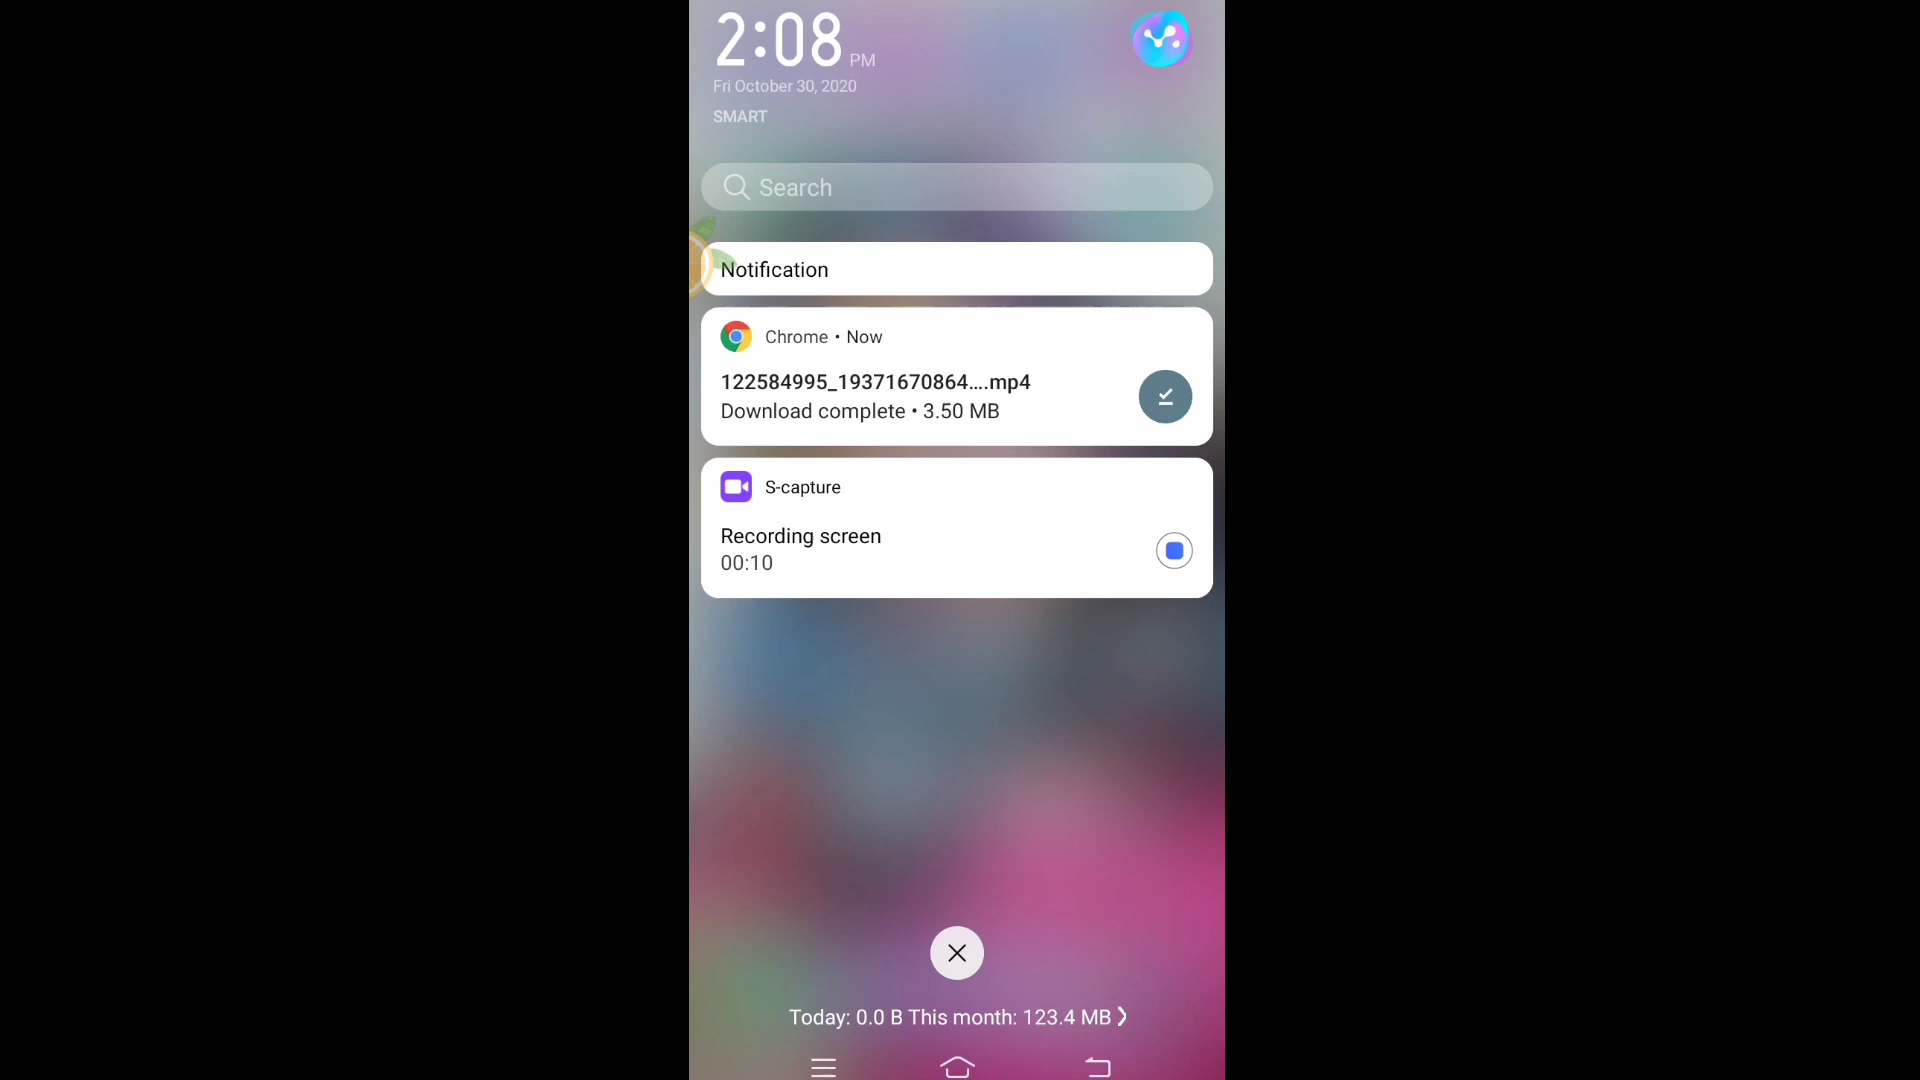 2:08 PM
Fri October 30, 2020
SMART
Search
Notification
Chrome • Now
122584995_19371670864....mp4
Download complete • 3.50 MB
S-capture
Recording screen
00:10
Today: 0.0 B This month: 123.4 MB